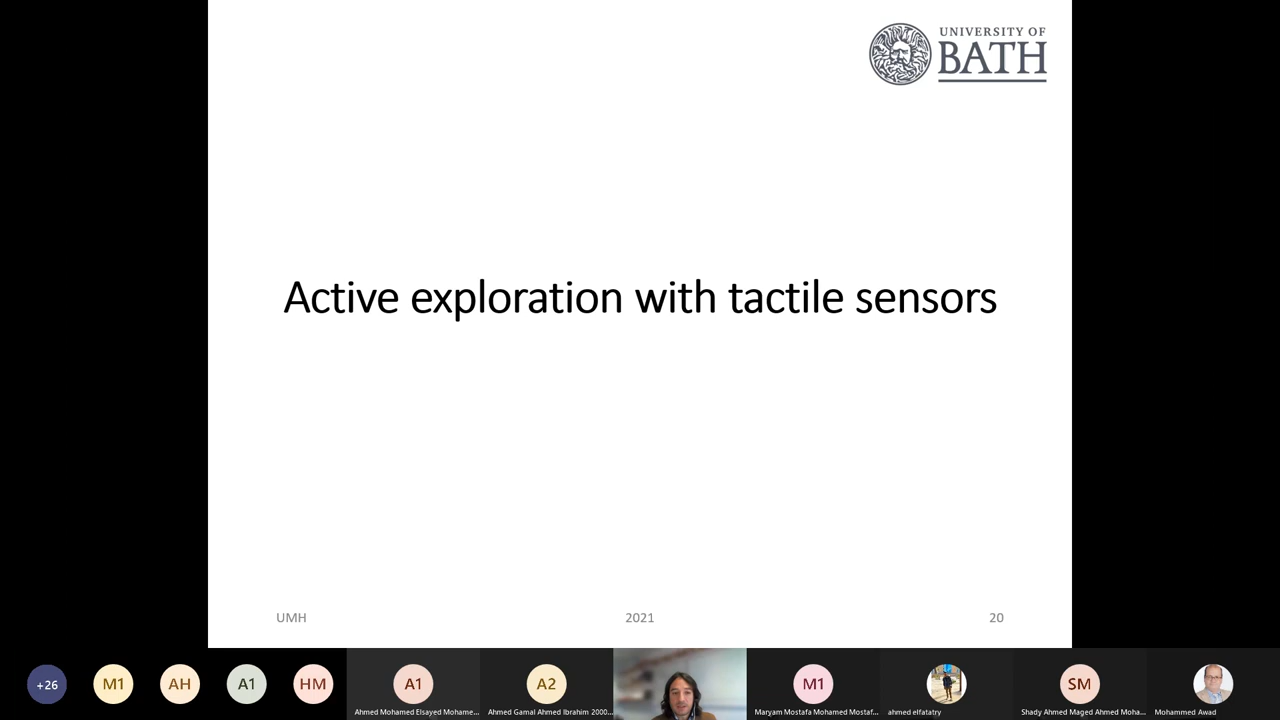 UNIVERSITY OF
BATH
Active exploration with tactile sensors
UMH
2021
20
+26
M1
AH
A1
HM
A1
A2
M1
SM
Ahmed Mohamed Elsayed Mohame...
Ahmed Gamal Ahmed Ibrahim 2000...
Maryam Mostafa Mohamed Mostaf...
ahmed elfatatry
Shady Ahmed Maged Ahmed Moha...
Mohammed Awad